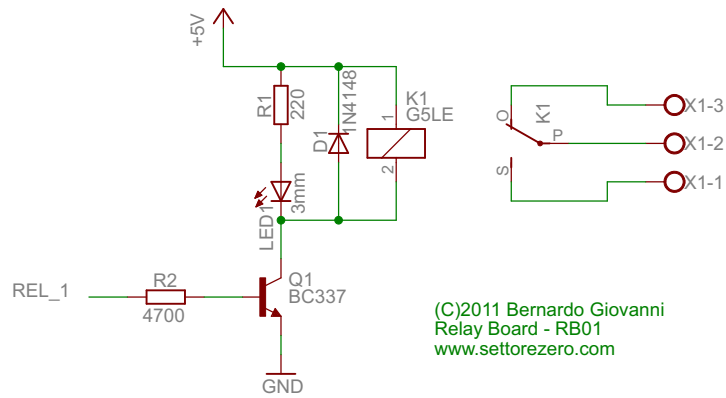 +5V
R1
220
D1
1N4148
K1
G5LE
1
2
LED1
3mm
O
K1
P
S
X1-3
X1-2
X1-1
REL_1
R2
4700
Q1
BC337
GND
(C)2011 Bernardo Giovanni
Relay Board - RB01
www.settorezero.com